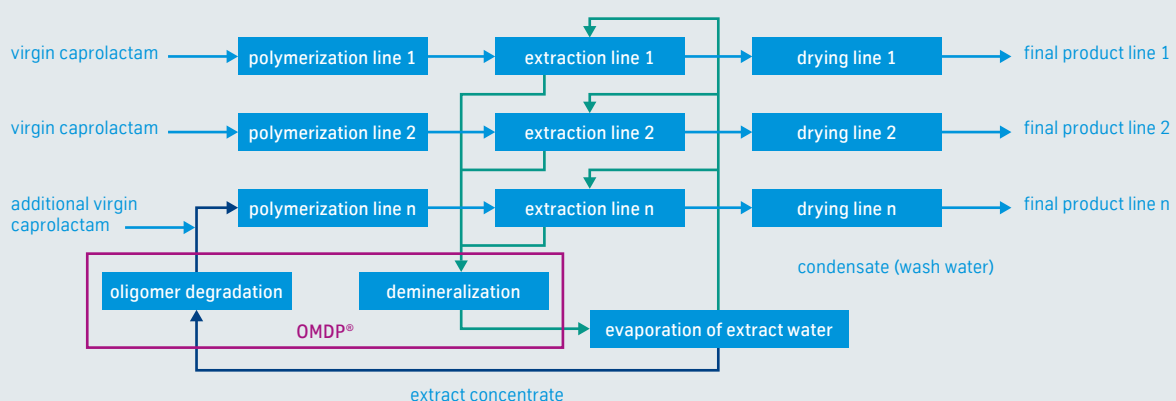 virgin caprolactam
polymerization line 1
extraction line 1
drying line 1
final product line 1
virgin caprolactam
polymerization line 2
extraction line 2
drying line 2
final product line 2
additional virgin
caprolactam
polymerization line n
extraction line n
drying line n
final product line n
condensate (wash water)
oligomer degradation
demineralization
OMDP®
evaporation of extract water
extract concentrate